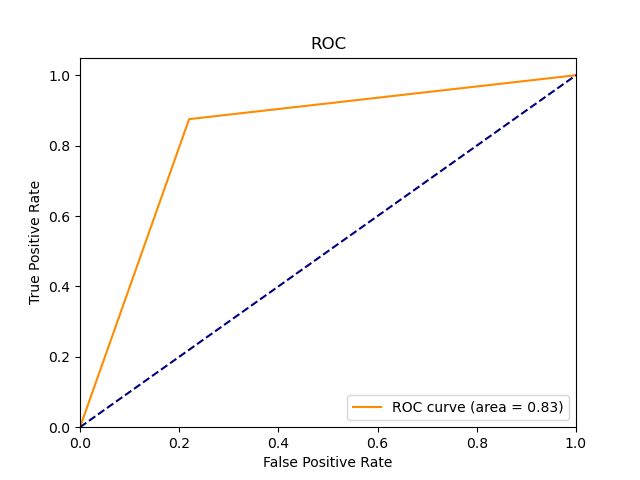 ROC
True Positive Rate
1.0
0.8
0.6
0.4
0.2
0.0
ROC curve (area = 0.83)
0.0 0.2 0.4 0.6 0.8 1.0
False Positive Rate